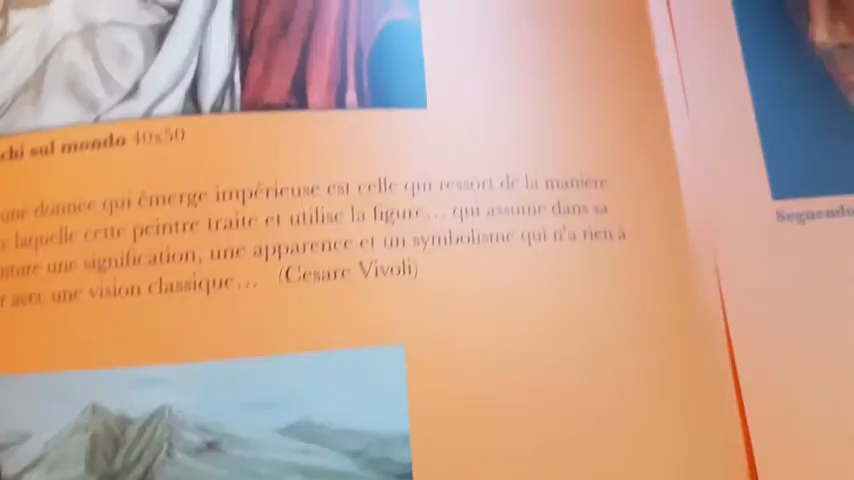 chi sul mondo 40x50
une donnee qui émerge impérieuse est celle qui ressort de la manière
laquelle cette peintre traite et utilise la figure... qui assume dans sa
une signification, une apparence et un symbolisme qui n'a rien à
avec une vision classique... (Cesare Vivoli)
Seguendo